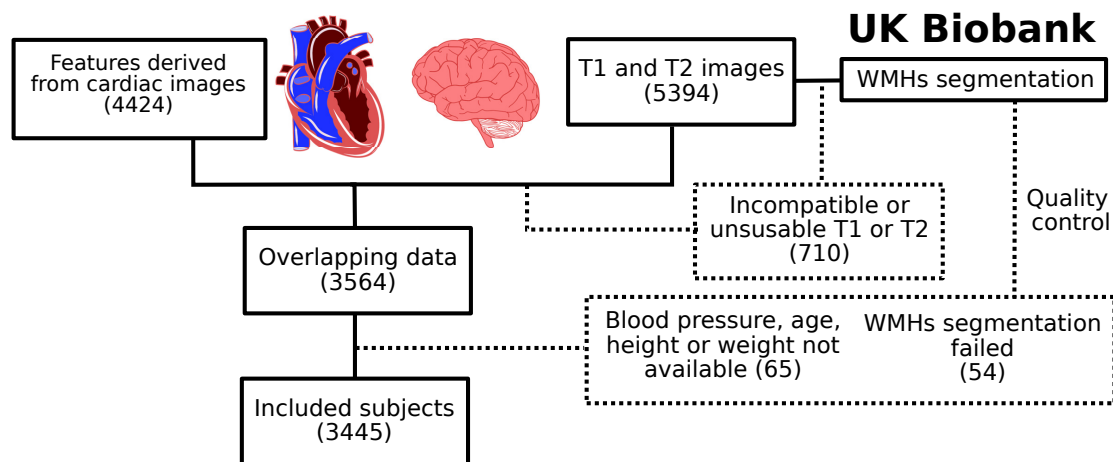 UK Biobank
Features derived
from cardiac images
(4424)
T1 and T2 images
(5394)
WMHs segmentation
Incompatible or
unsusable T1 or T2
(710)
Quality
control
Overlapping data
(3564)
Blood pressure, age,
height or weight not
available (65)
WMHs segmentation
failed
(54)
Included subjects
(3445)